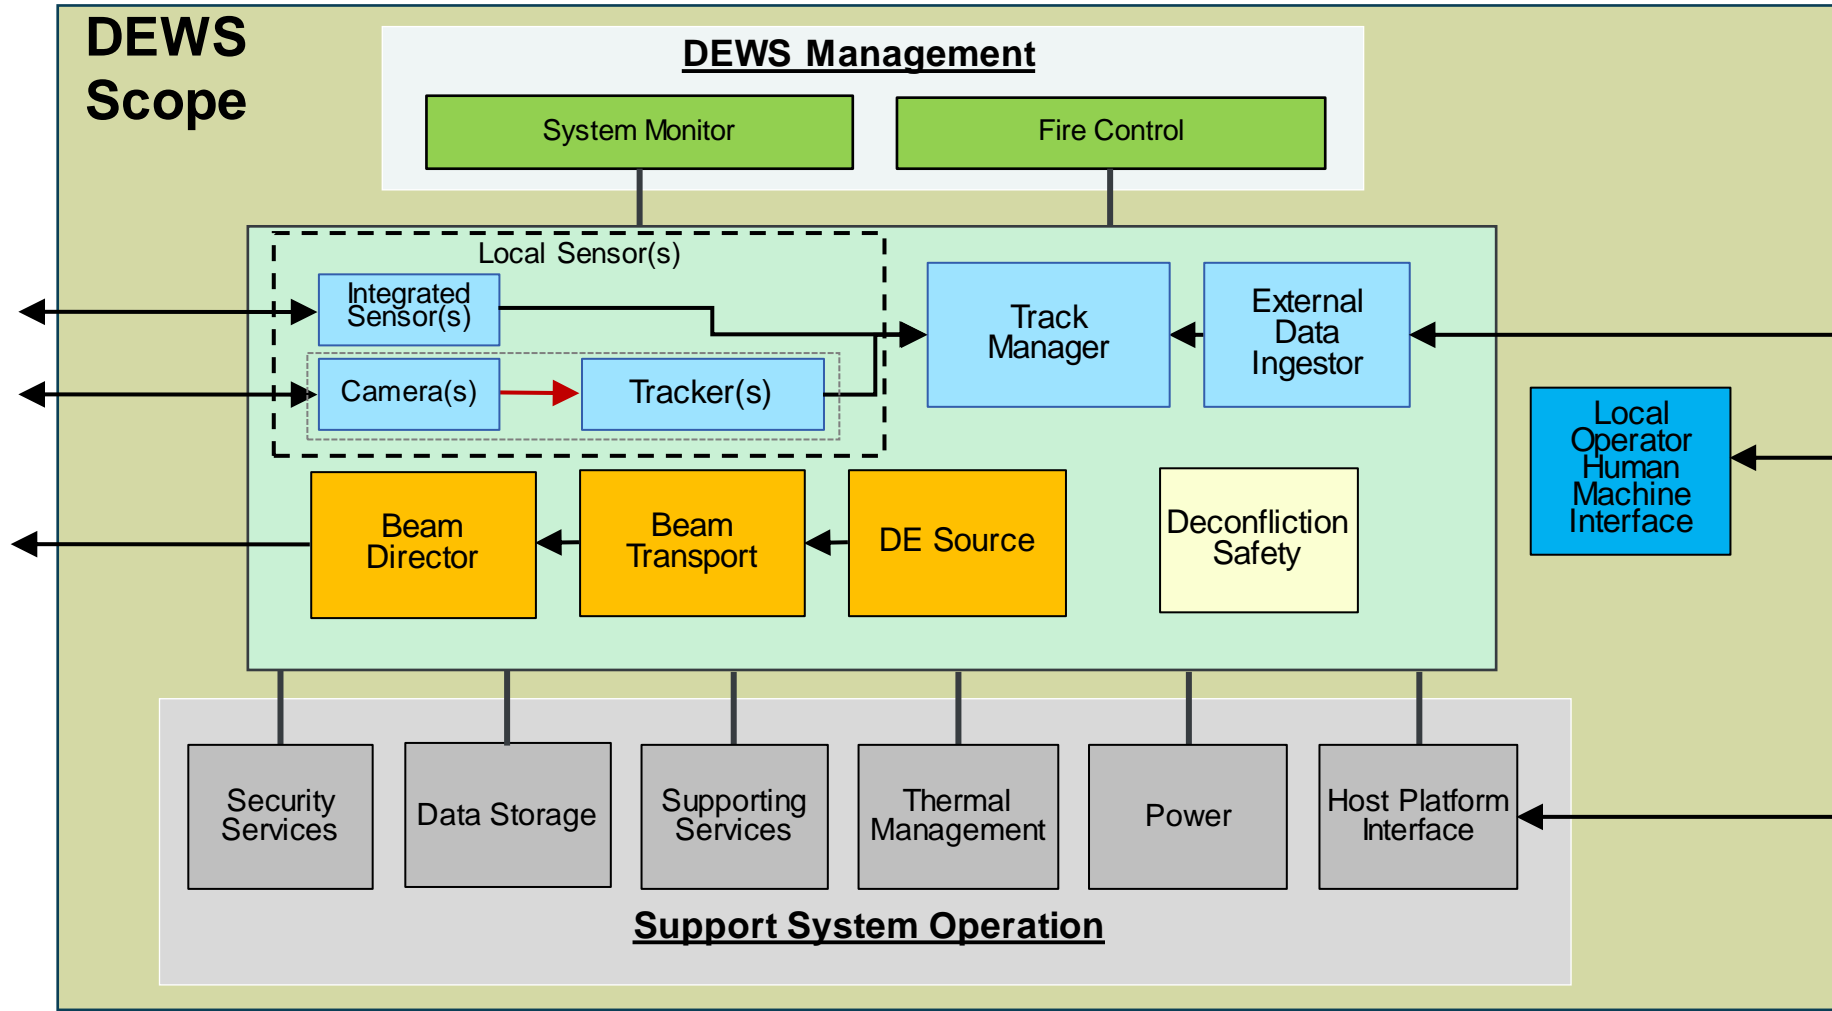 DEWS
Scope
DEWS Management
System Monitor
Fire Control
Local Sensor(s)
Integrated
Sensor(s)
Camera(s)
Tracker(s)
Track
Manager
External
Data
Ingestor
Local
Operator
Human
Machine
Interface
Beam
Director
Beam
Transport
DE Source
Deconfliction
Safety
Security
Services
Data Storage
Supporting
Services
Thermal
Management
Power
Host Platform
Interface
Support System Operation